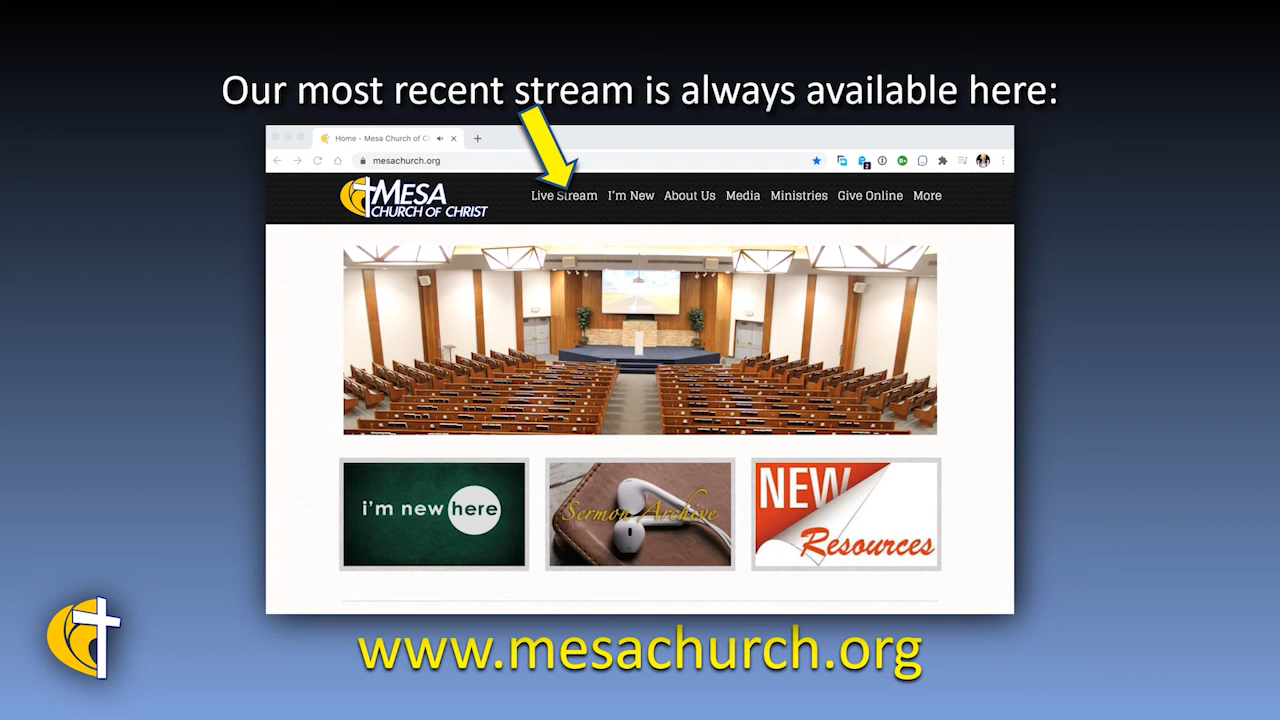 Our most recent stream is always available here:
Home - Mesa Church of C
mesachurch.org
MESA
CHURCH OF CHRIST
Live Stream I'm New About Us Media Ministries Give Online More
i'm new here
Sermon Archive
NEW
Resources
www.mesachurch.org